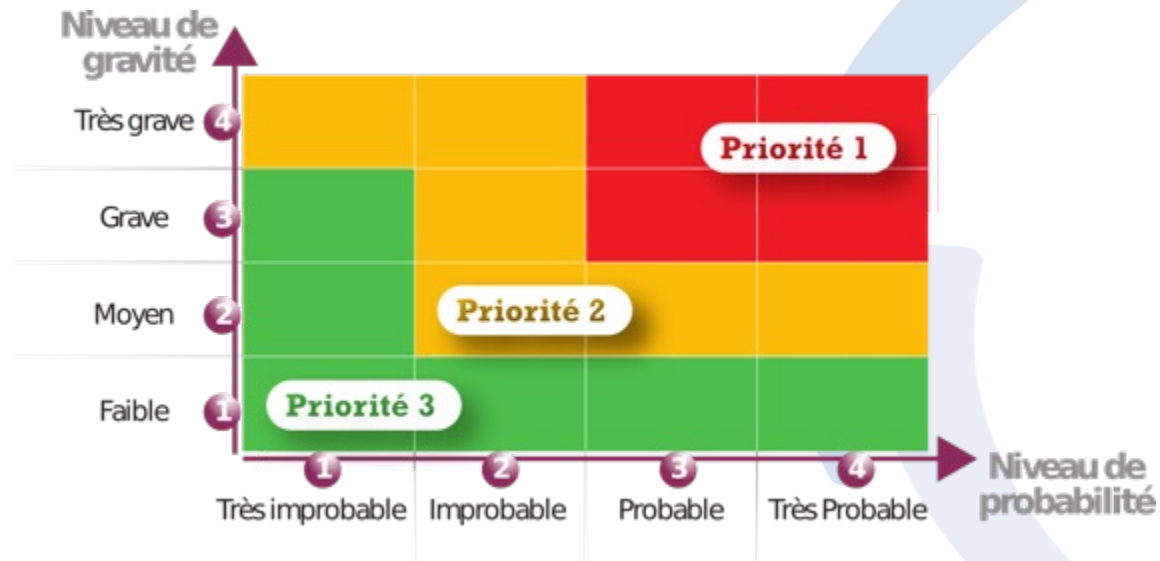 Niveau de
gravité
Très grave 4
Priorité 1
Grave 3
Moyen 2
Priorité 2
Faible 1
Priorité 3
1 2 3 4
Très improbable Improbable Probable Très Probable
Niveau de
probabilité